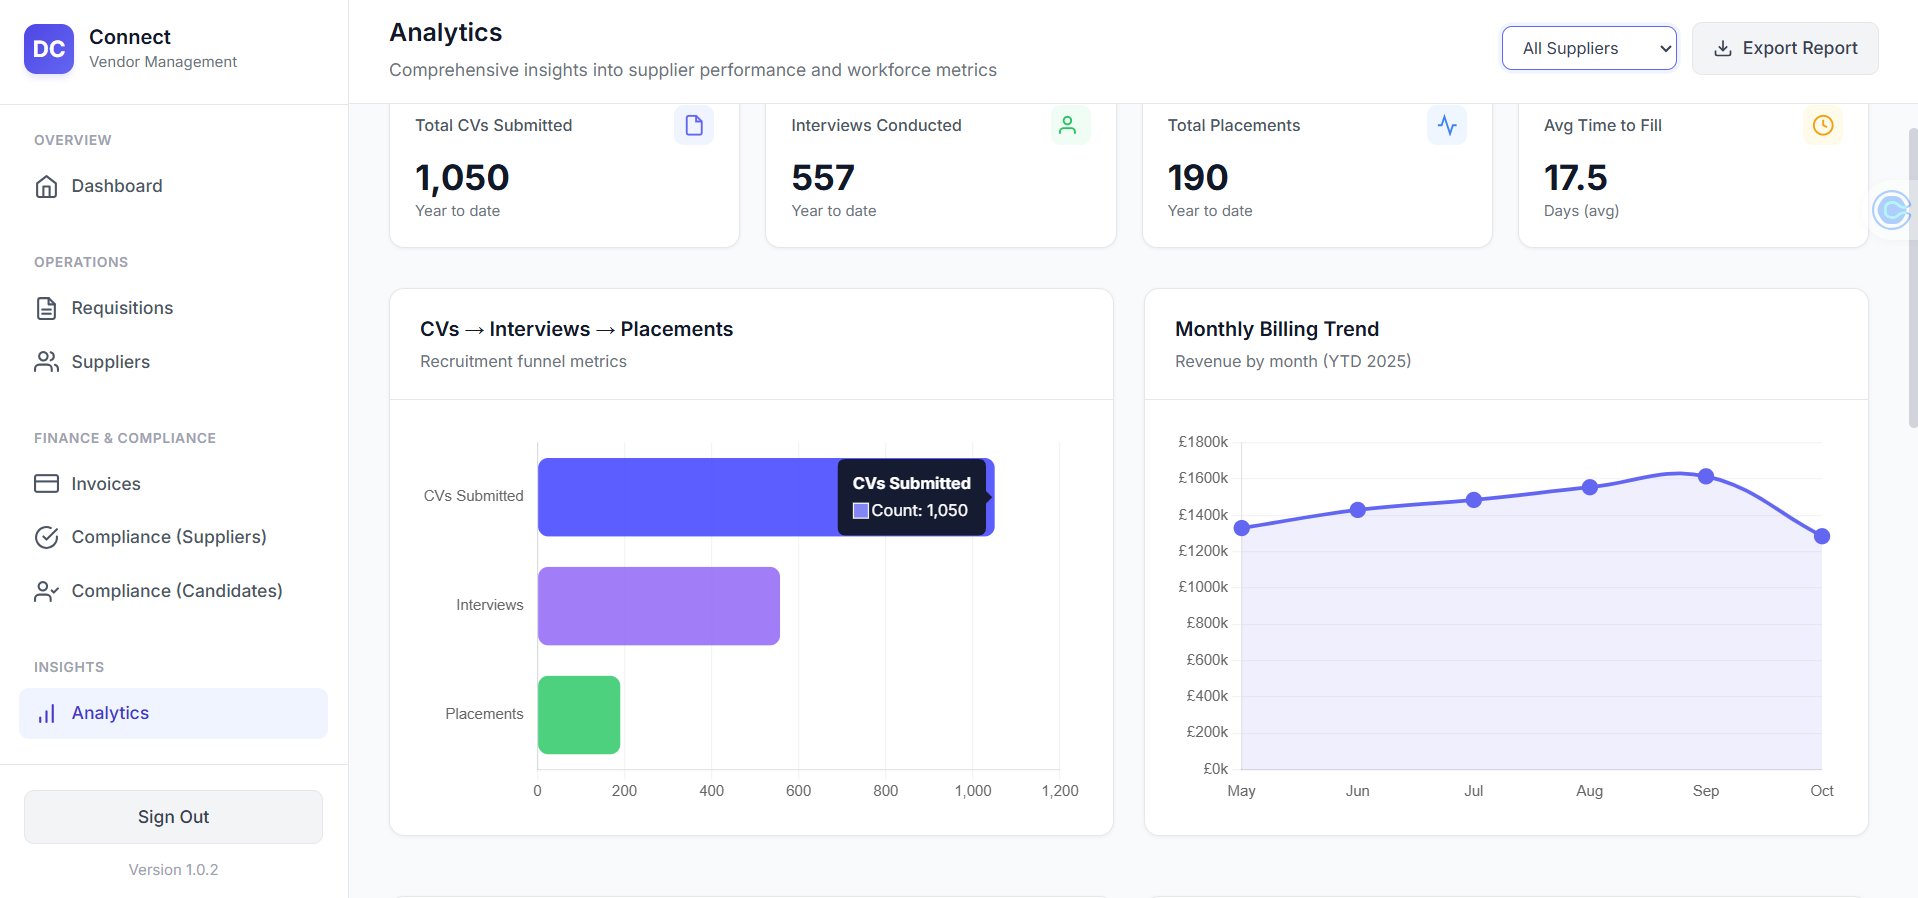 DC
Connect
Vendor Management
OVERVIEW
Dashboard
OPERATIONS
Requisitions
Suppliers
FINANCE & COMPLIANCE
Invoices
Compliance (Suppliers)
Compliance (Candidates)
INSIGHTS
Analytics
Sign Out
Version 1.0.2
Analytics
Comprehensive insights into supplier performance and workforce metrics
All Suppliers
Export Report
Total CVs Submitted
1,050
Year to date
Interviews Conducted
557
Year to date
Total Placements
190
Year to date
Avg Time to Fill
17.5
Days (avg)
CVs → Interviews → Placements
Recruitment funnel metrics
CVs Submitted
CVs Submitted
Count: 1,050
Interviews
Placements
0 200 400 600 800 1,000 1,200
Monthly Billing Trend
Revenue by month (YTD 2025)
£1800k
£1600k
£1400k
£1200k
£1000k
£800k
£600k
£400k
£200k
£0k
May Jun Jul Aug Sep Oct